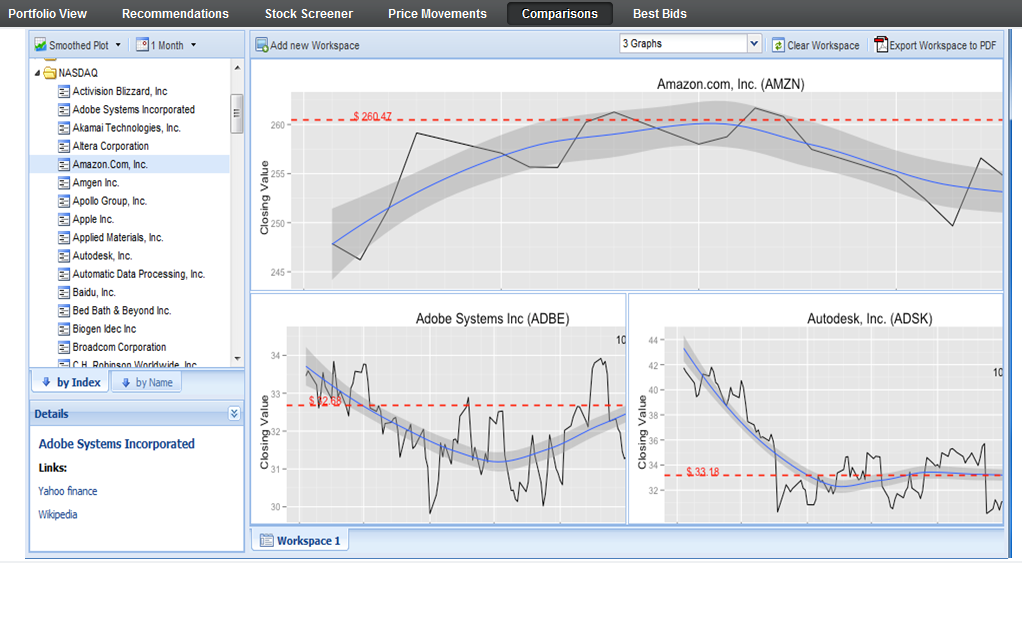 Portfolio View Recommendations Stock Screener Price Movements Comparisons Best Bids
Smoothed Plot 1 Month
Add new Workspace 3 Graphs Clear Workspace Export Workspace to PDF
NASDAQ
Activision Blizzard, Inc
Adobe Systems Incorporated
Akamai Technologies, Inc.
Altera Corporation
Amazon.Com, Inc.
Amgen Inc.
Apollo Group, Inc.
Apple Inc.
Applied Materials, Inc.
Autodesk, Inc.
Automatic Data Processing, Inc.
Baidu, Inc.
Bed Bath & Beyond Inc.
Biogen Idec Inc
Broadcom Corporation
C.H. Robinson Worldwide, Inc.
by Index by Name
Details
Adobe Systems Incorporated
Links:
Yahoo finance
Wikipedia
Amazon.com, Inc. (AMZN)
$ 260.47
Closing Value
260
255
250
245
Adobe Systems Inc (ADBE)
10
$ 32.68
Closing Value
34
33
32
31
30
Autodesk, Inc. (ADSK)
10
$ 33.18
Closing Value
44
42
40
38
36
34
32
Workspace 1